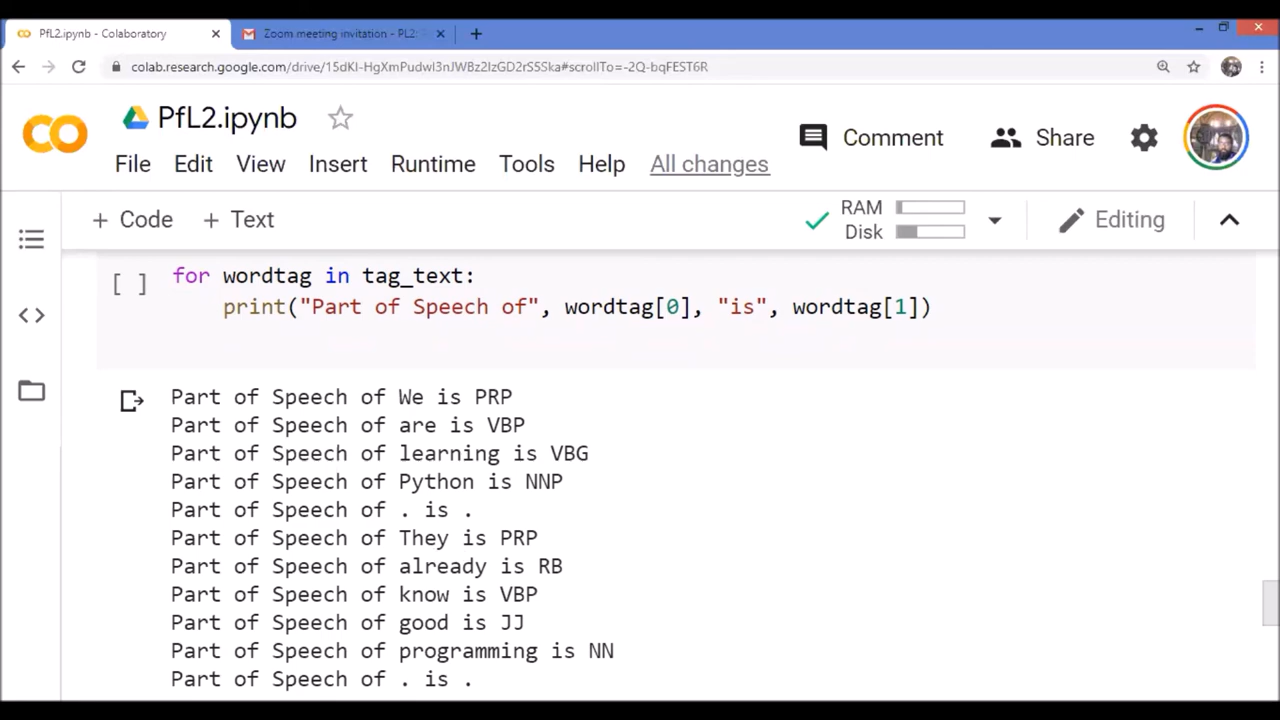 PfL2.ipynb - Colaboratory
Zoom meeting invitation - PL2:
colab.research.google.com/drive/15dKI-HgXmPudwI3nJWBz2IzGD2rS5Ska#scrollTo=-2Q-bqFEST6R
PfL2.ipynb
Comment
Share
File Edit View Insert Runtime Tools Help All changes
+ Code + Text
RAM
Disk
Editing
[ ] for wordtag in tag_text:
print("Part of Speech of", wordtag[0], "is", wordtag[1])
Part of Speech of We is PRP
Part of Speech of are is VBP
Part of Speech of learning is VBG
Part of Speech of Python is NNP
Part of Speech of . is .
Part of Speech of They is PRP
Part of Speech of already is RB
Part of Speech of know is VBP
Part of Speech of good is JJ
Part of Speech of programming is NN
Part of Speech of . is .